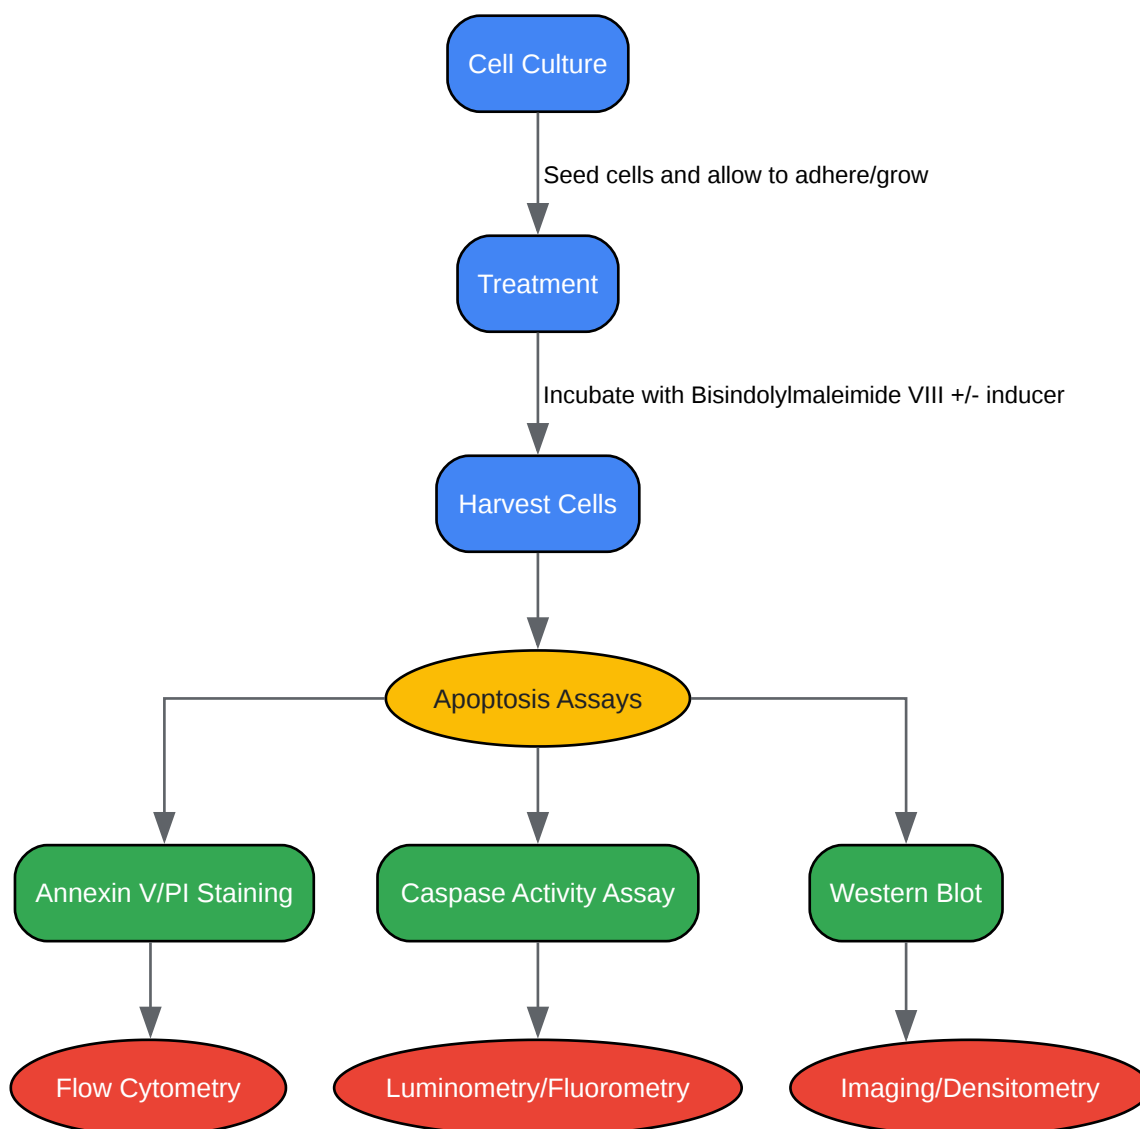 Cell Culture
Seed cells and allow to adhere/grow
Treatment
Incubate with Bisindolylmaleimide VIII +/- inducer
Harvest Cells
Apoptosis Assays
Annexin V/PI Staining
Caspase Activity Assay
Western Blot
Flow Cytometry
Luminometry/Fluorometry
Imaging/Densitometry